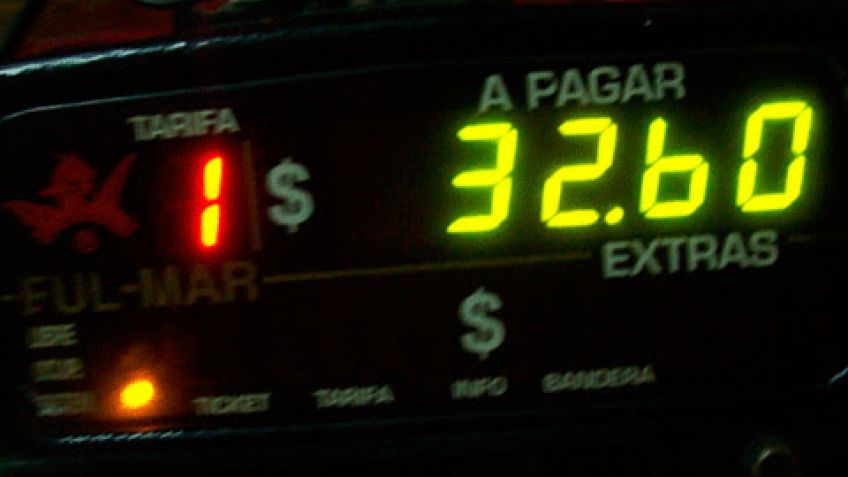 A PAGAR
TARIFA
1 $ 32.60
EXTRAS
FUL-MAR
$
TICKET TARIFA INFO BANDERA